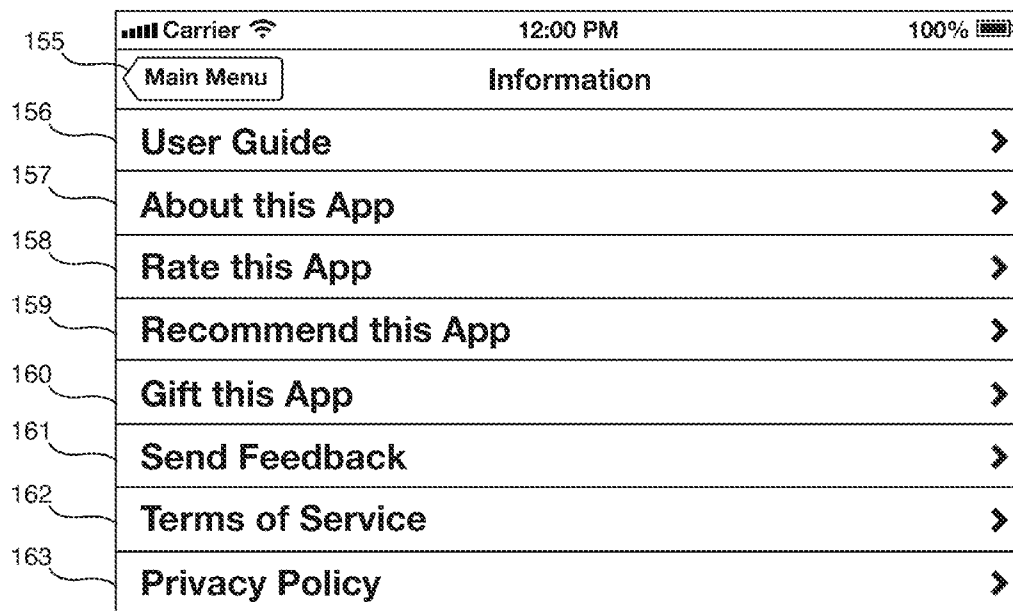 Carrier 12:00 PM 100%
155 Main Menu Information
156 User Guide
157 About this App
158 Rate this App
159 Recommend this App
160 Gift this App
161 Send Feedback
162 Terms of Service
163 Privacy Policy